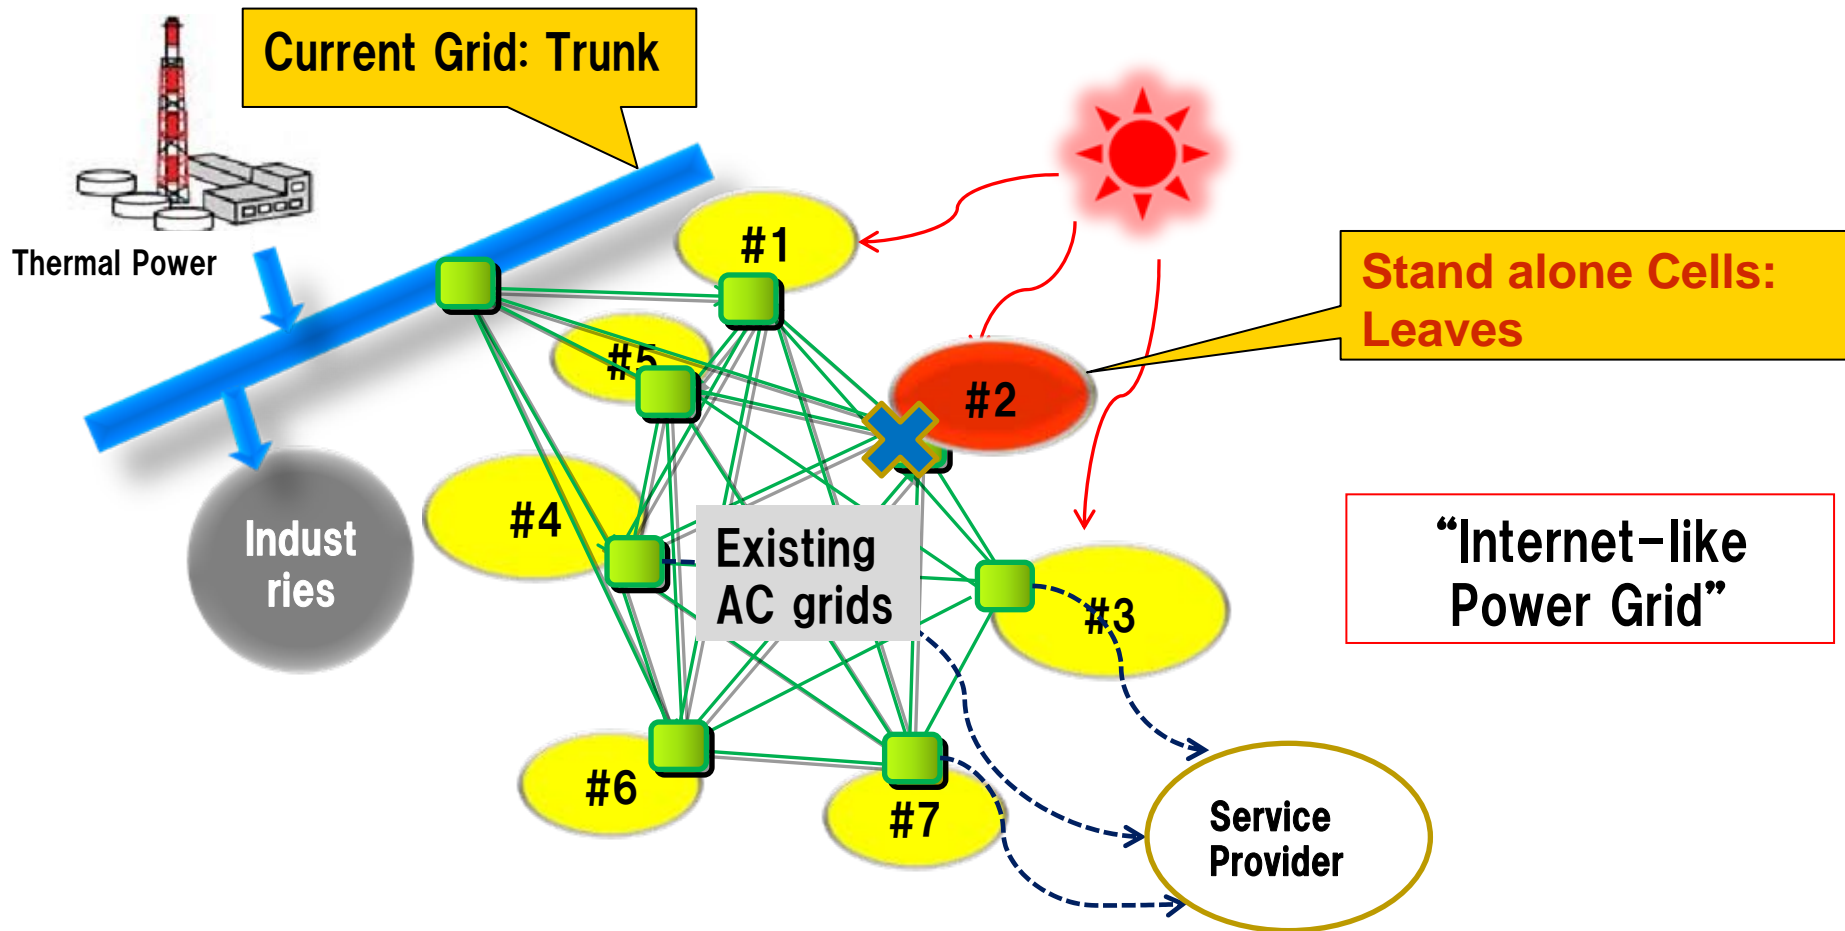 Current Grid: Trunk
Thermal Power
#1
Stand alone Cells:
Leaves
#5
#2
#4
Indust
ries
Existing
AC grids
"Internet-like
Power Grid"
#3
#6
#7
Service
Provider